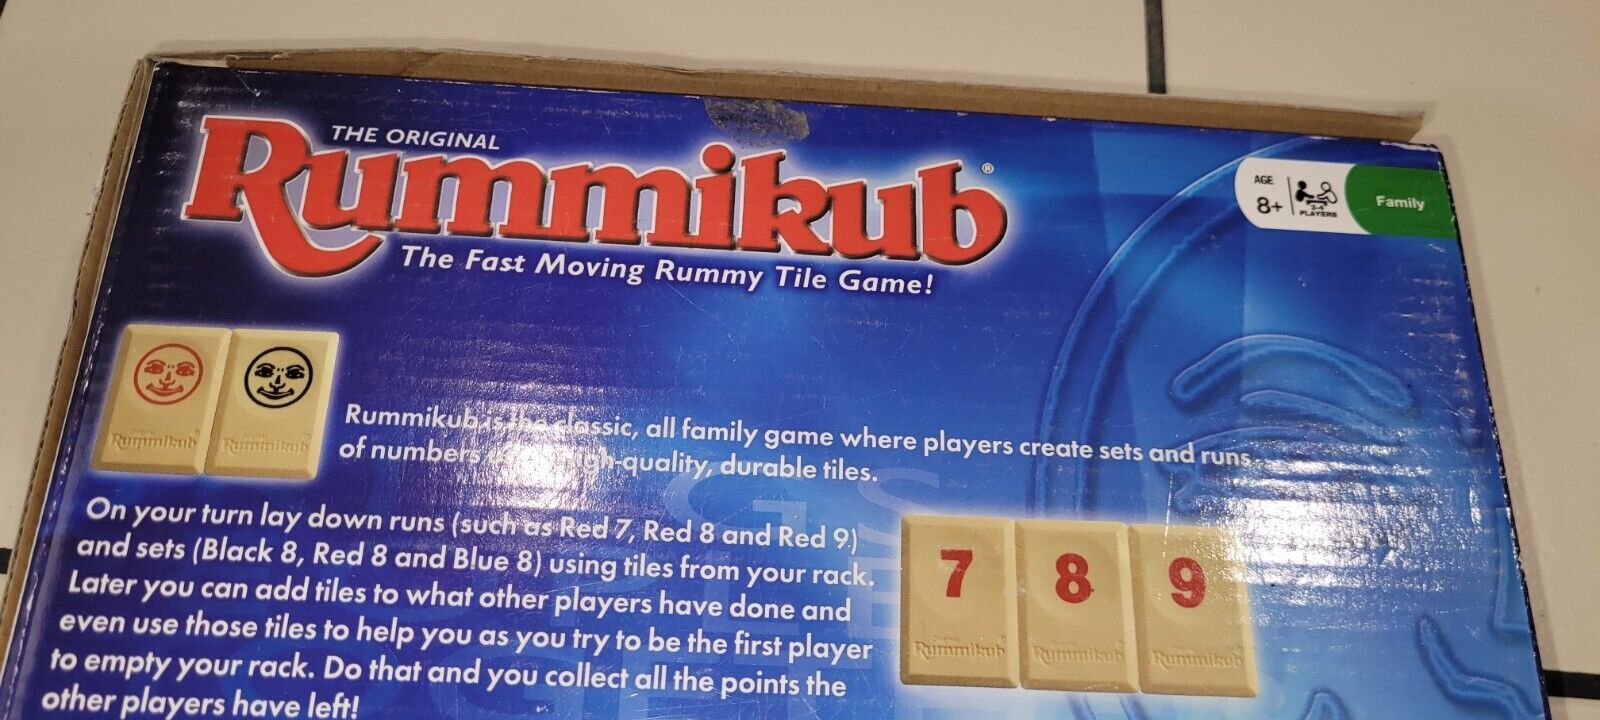 THE ORIGINAL
Rummikub®
The Fast Moving Rummy Tile Game!
AGE
8+
2-4
PLAYERS
Family
Rummikub
Rummikub
Rummikub is the classic, all family game where players create sets and runs
of numbers high-quality, durable tiles.
On your turn lay down runs (such as Red 7, Red 8 and Red 9)
and sets (Black 8, Red 8 and Blue 8) using tiles from your rack.
Later you can add tiles to what other players have done and
even use those tiles to help you as you try to be the first player
to empty your rack. Do that and you collect all the points the
other players have left!
7 8 9
Rummikub Rummikub Rummikub